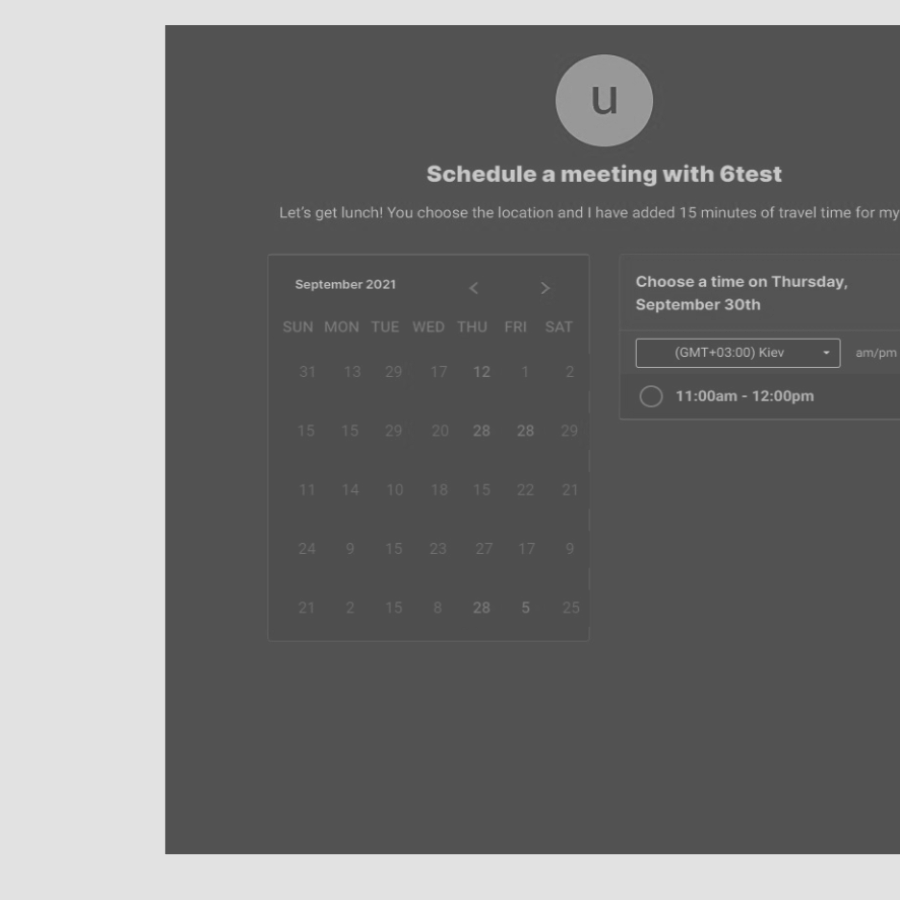 u
Schedule a meeting with 6test
Let's get lunch! You choose the location and I have added 15 minutes of travel time for my
September 2021 < >
SUN MON TUE WED THU FRI SAT
31 13 29 17 12 1 2
15 15 29 20 28 28 29
11 14 10 18 15 22 21
24 9 15 23 27 17 9
21 2 15 8 28 5 25
Choose a time on Thursday,
September 30th
(GMT+03:00) Kiev am/pm
11:00am - 12:00pm